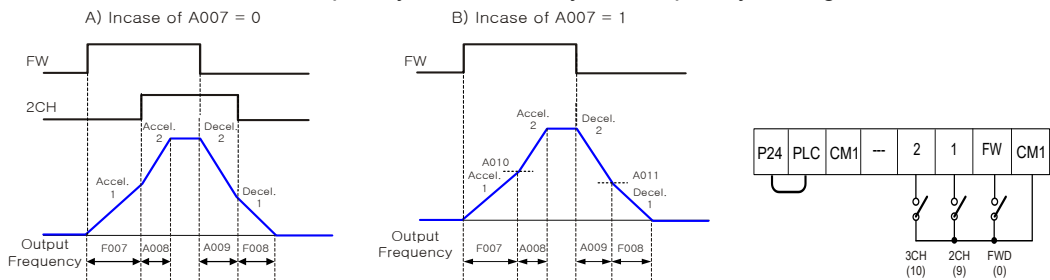 A) Incase of A007 = 0
FW
2CH
Accel. 2
Decel. 2
Accel. 1
Decel. 1
Output Frequency
F007 A008 A009 F008
B) Incase of A007 = 1
FW
Accel. 2
Decel. 2
A010
A011
Accel. 1
Decel. 1
Output Frequency
F007 A008 A009 F008
P24 PLC CM1 --- 2 1 FW CM1
3CH (10)
2CH (9)
FWD (0)